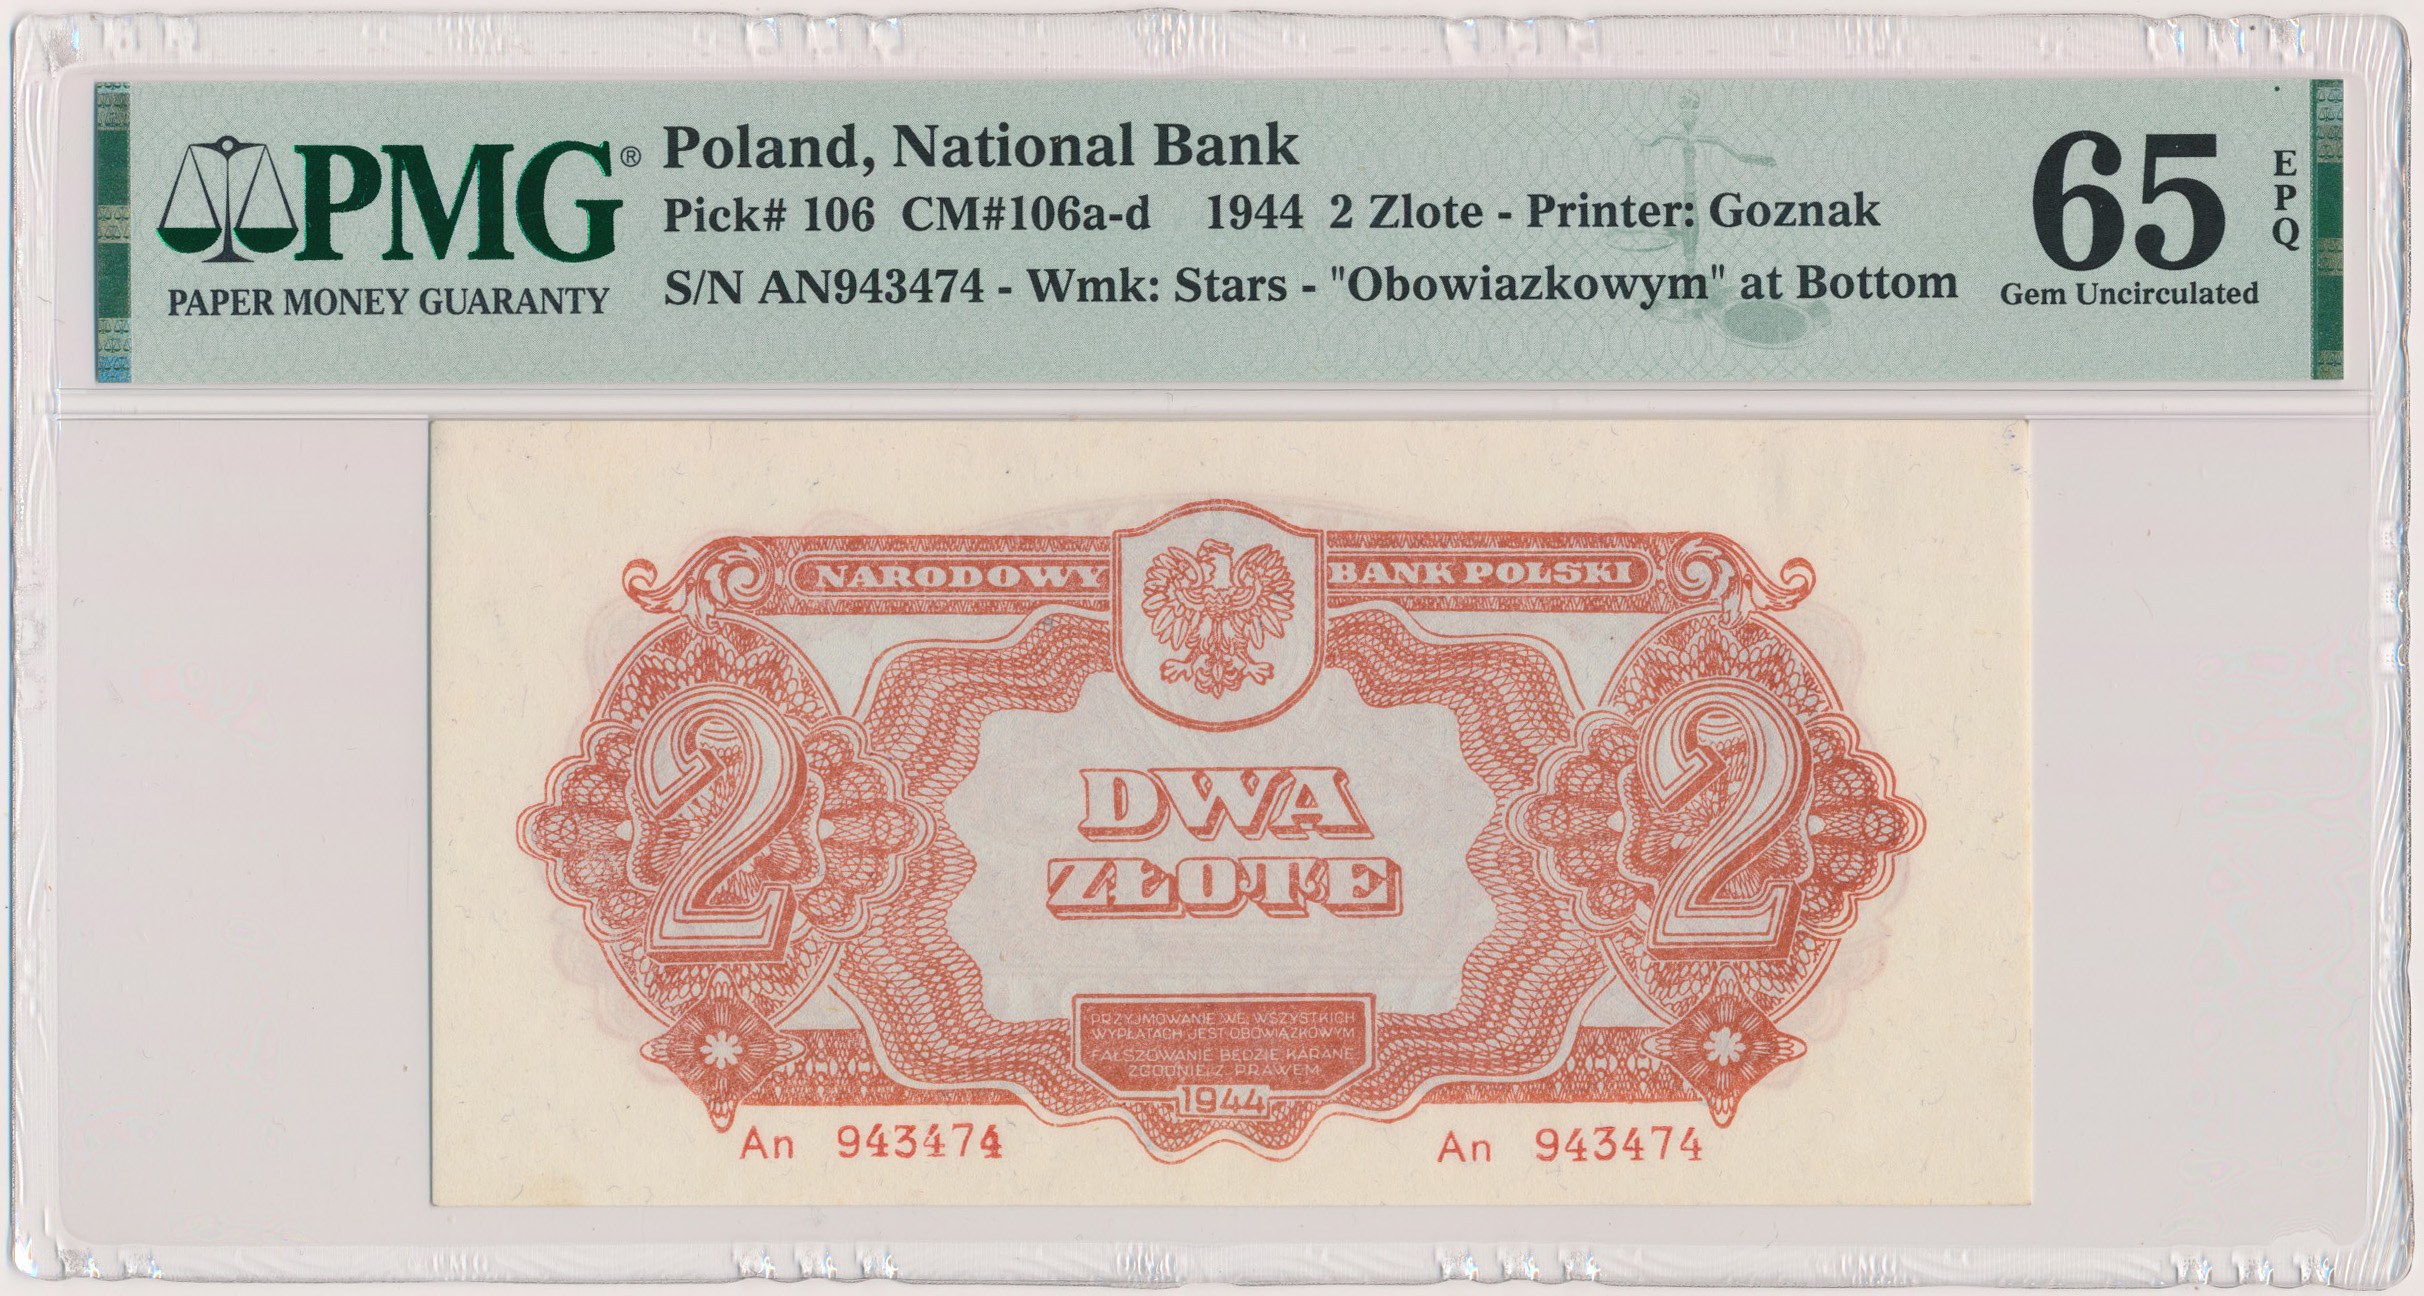 PMG® Poland, National Bank
Pick# 106 CM#106a-d 1944 2 Zlote - Printer: Goznak
S/N AN943474 - Wmk: Stars - "Obowiazkowym" at Bottom
PAPER MONEY GUARANTY
65
EPQ
Gem Uncirculated
NARODOWY BANK POLSKI
2 2
DWA
ZŁOTE
PRZYJMOWANIE WE WSZYSTKICH
WYPŁATACH JEST OBOWIĄZKOWYM
FAŁSZOWANIE BĘDZIE KARANE
ZGODNIE Z PRAWEM
1944
An 943474 An 943474